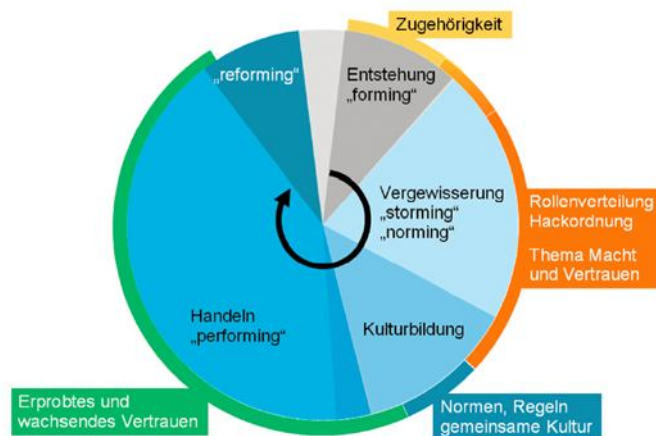 Zugehörigkeit
„reforming“
Entstehung
„forming“
Vergewisserung
„storming“
„norming“
Rollenverteilung
Hackordnung
Thema Macht
und Vertrauen
Handeln
„performing“
Kulturbildung
Erprobtes und
wachsendes Vertrauen
Normen, Regeln
gemeinsame Kultur